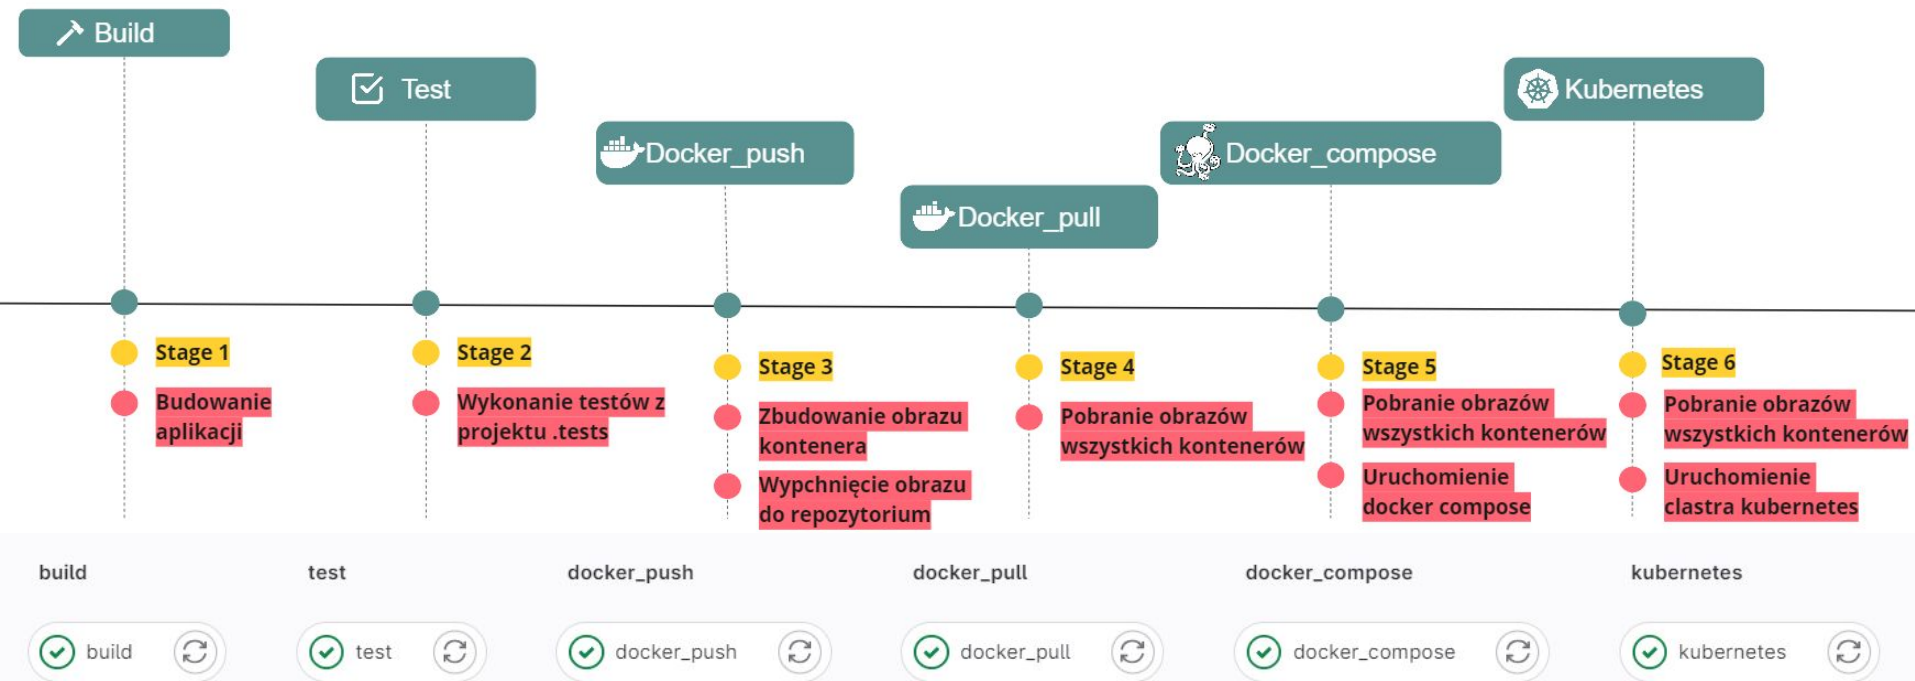 Build
Test
Docker_push
Docker_pull
Docker_compose
Kubernetes
Stage 1
Budowanie
aplikacji
Stage 2
Wykonanie testów z
projektu .tests
Stage 3
Zbudowanie obrazu
kontenera
Wypchnięcie obrazu
do repozytorium
Stage 4
Pobranie obrazów
wszystkich kontenerów
Stage 5
Pobranie obrazów
wszystkich kontenerów
Uruchomienie
docker compose
Stage 6
Pobranie obrazów
wszystkich kontenerów
Uruchomienie
clastra kubernetes
build
test
docker_push
docker_pull
docker_compose
kubernetes
build
test
docker_push
docker_pull
docker_compose
kubernetes